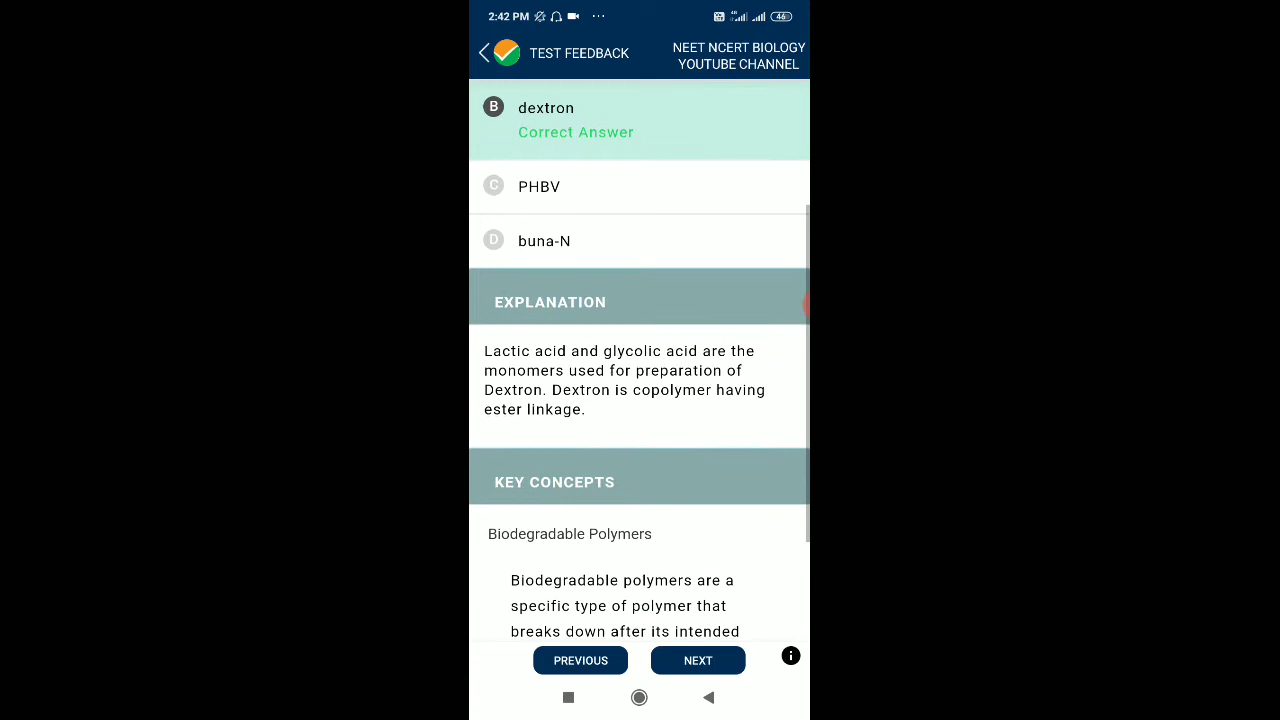 2:42 PM ... 4G 46
TEST FEEDBACK
NEET NCERT BIOLOGY
YOUTUBE CHANNEL
B dextron
Correct Answer
C PHBV
D buna-N
EXPLANATION
Lactic acid and glycolic acid are the
monomers used for preparation of
Dextron. Dextron is copolymer having
ester linkage.
KEY CONCEPTS
Biodegradable Polymers
Biodegradable polymers are a
specific type of polymer that
breaks down after its intended
PREVIOUS NEXT